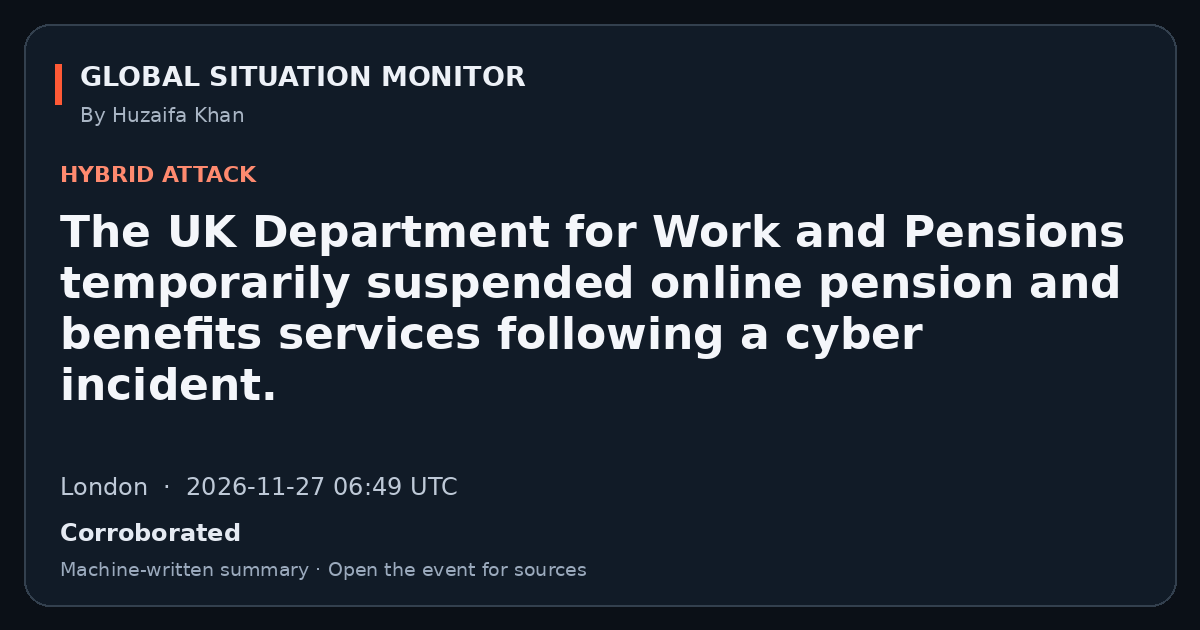 GLOBAL SITUATION MONITOR
By Huzaifa Khan
HYBRID ATTACK
The UK Department for Work and Pensions
temporarily suspended online pension and
benefits services following a cyber
incident.
London · 2026-11-27 06:49 UTC
Corroborated
Machine-written summary · Open the event for sources